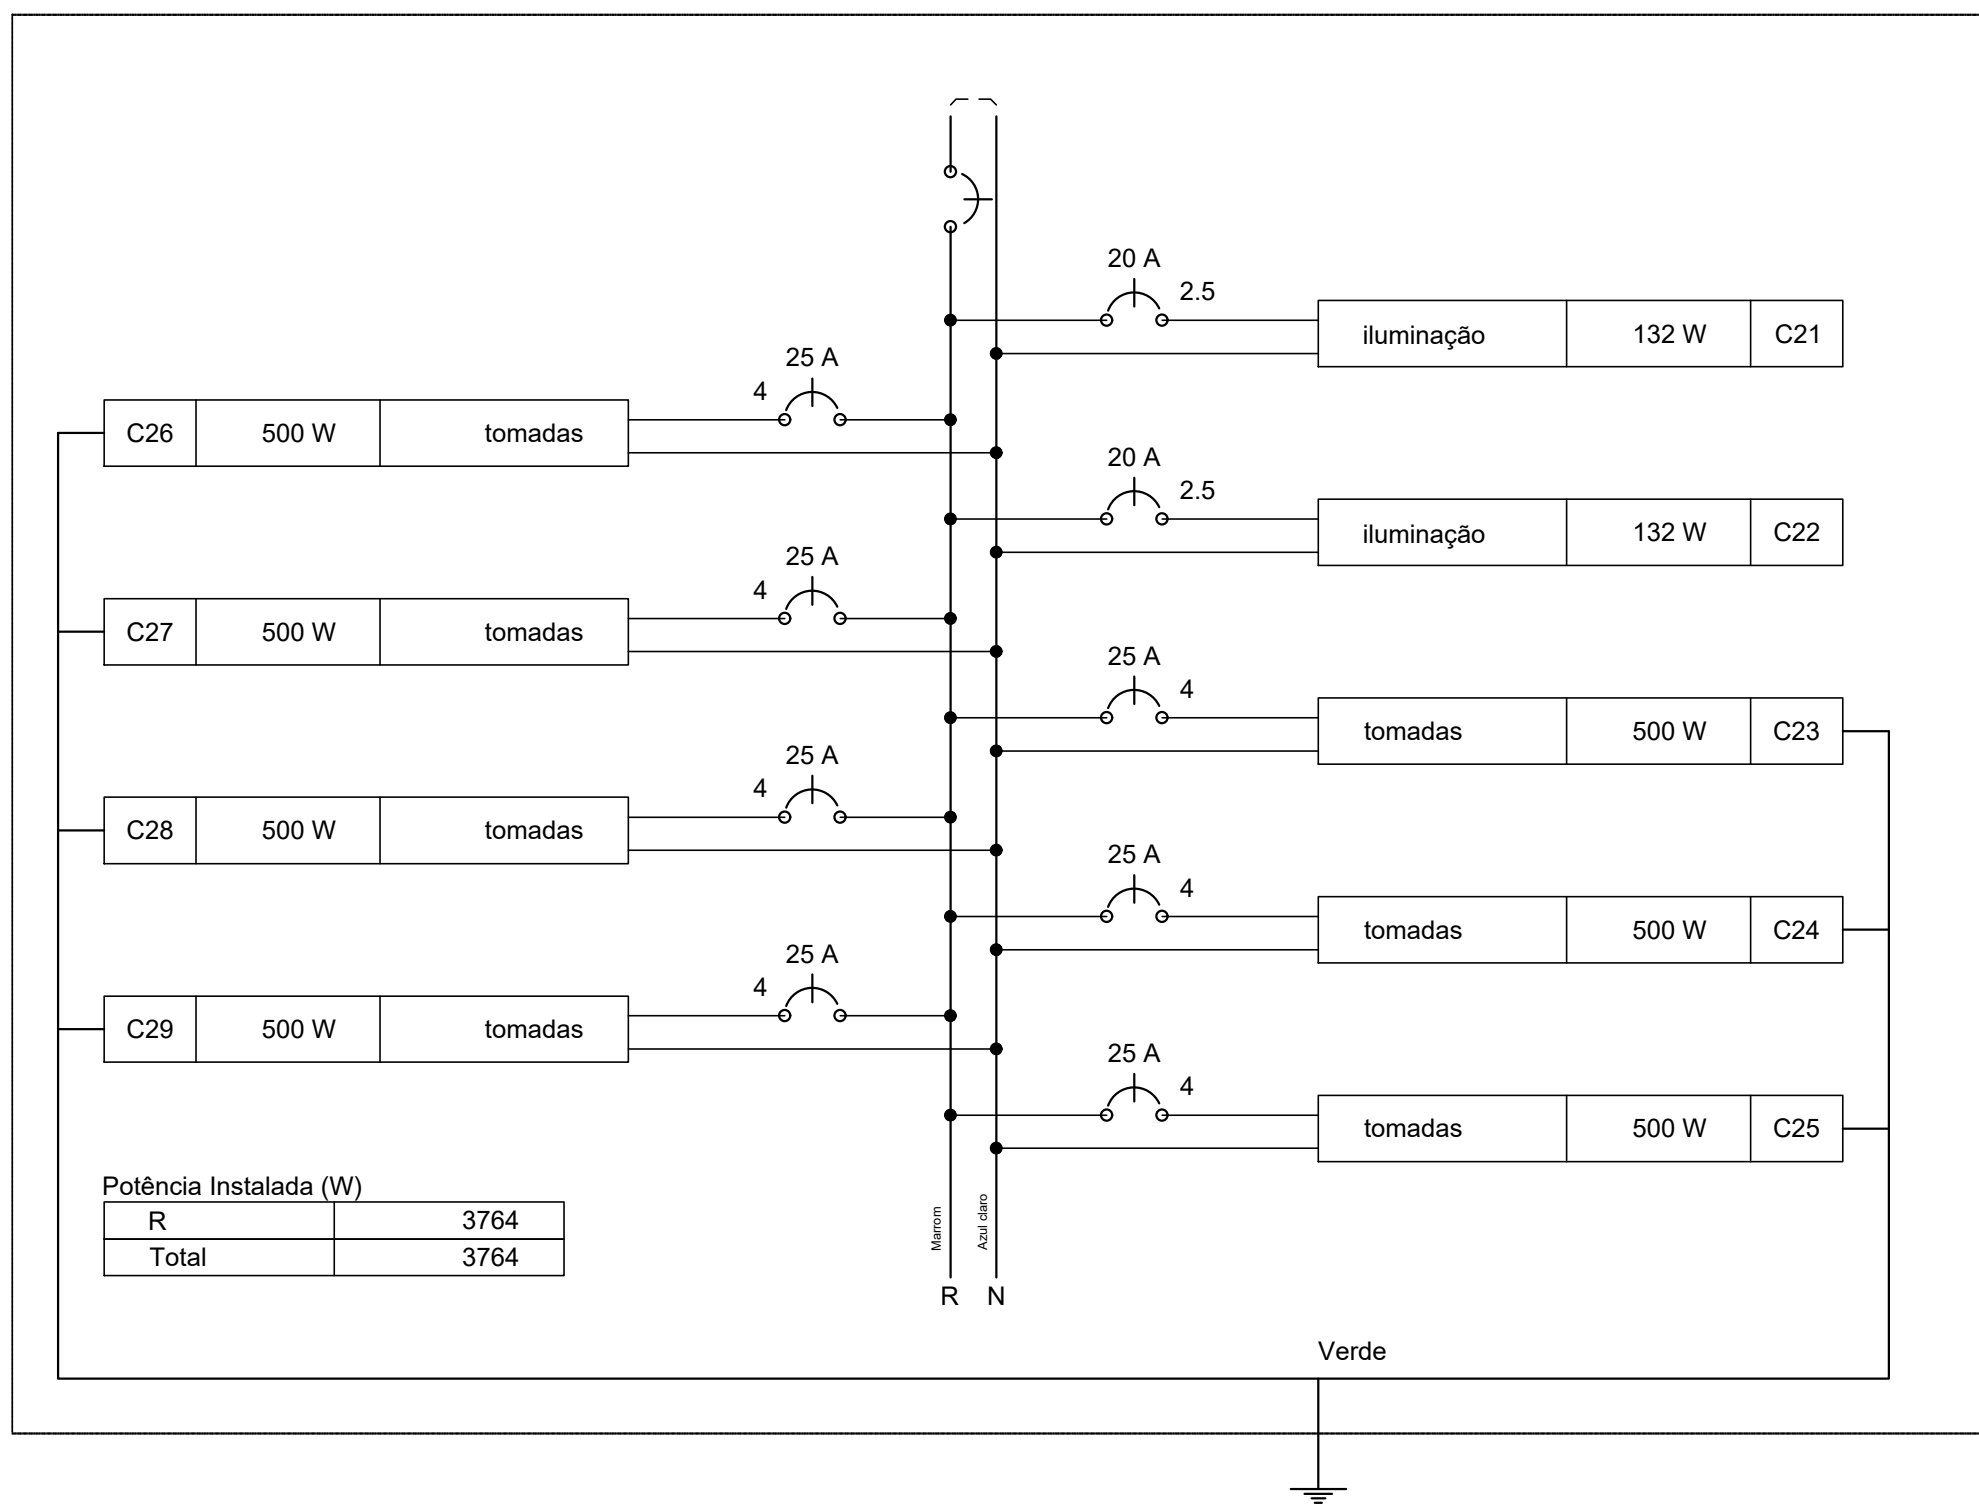 20 A
2.5
iluminação 132 W C21
25 A
4
C26 500 W tomadas
20 A
2.5
iluminação 132 W C22
25 A
4
C27 500 W tomadas
25 A
4
tomadas 500 W C23
25 A
4
C28 500 W tomadas
25 A
4
tomadas 500 W C24
25 A
4
C29 500 W tomadas
25 A
4
tomadas 500 W C25
Potência Instalada (W)
R 3764
Total 3764
Marrom
Azul claro
R N
Verde